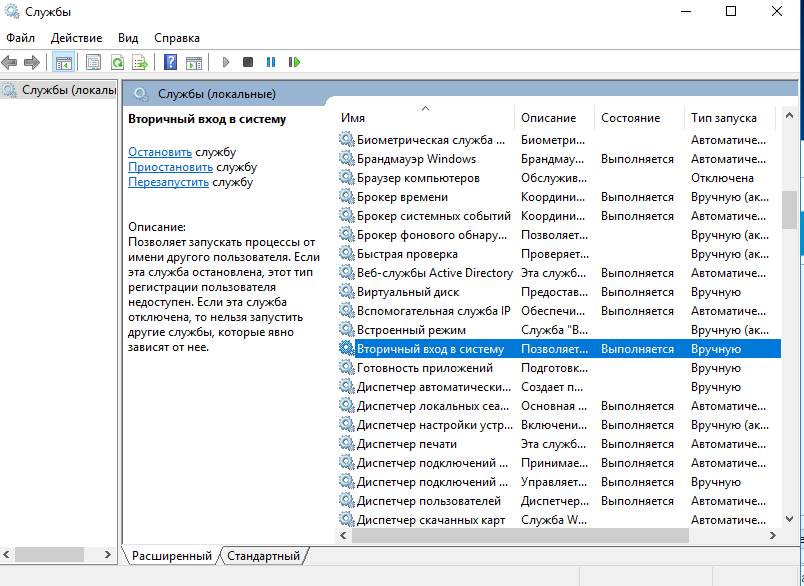 Службы
Файл Действие Вид Справка
Службы (локалы
Службы (локальные)
Вторичный вход в систему
Остановить службу
Приостановить службу
Перезапустить службу
Описание:
Позволяет запускать процессы от
имени другого пользователя. Если
эта служба остановлена, этот тип
регистрации пользователя
недоступен. Если эта служба
отключена, то нельзя запустить
другие службы, которые явно
зависят от нее.
Имя Описание Состояние Тип запуска
Биометрическая служба ... Биометри... Автоматиче...
Брандмауэр Windows Брандмау... Выполняется Автоматиче...
Браузер компьютеров Обслужив... Отключена
Брокер времени Координи... Выполняется Вручную (ак...
Брокер системных событий Координи... Выполняется Автоматиче...
Брокер фонового обнару... Позволяет... Вручную (ак...
Быстрая проверка Проверяет... Вручную (ак...
Веб-службы Active Directory Эта служб... Выполняется Автоматиче...
Виртуальный диск Предостав... Выполняется Вручную
Вспомогательная служба IP Обеспечи... Выполняется Автоматиче...
Встроенный режим Служба "В... Вручную (ак...
Вторичный вход в систему Позволяет... Выполняется Вручную
Готовность приложений Подготовк... Вручную
Диспетчер автоматически... Создает п... Вручную
Диспетчер локальных сеа... Основная ... Выполняется Автоматиче...
Диспетчер настройки устр... Включени... Выполняется Вручную (ак...
Диспетчер печати Эта служб... Выполняется Автоматиче...
Диспетчер подключений ... Принимае... Выполняется Автоматиче...
Диспетчер подключений ... Управляет... Выполняется Вручную
Диспетчер пользователей Диспетчер... Выполняется Автоматиче...
Диспетчер скачанных карт Служба W... Автоматиче...
Расширенный Стандартный